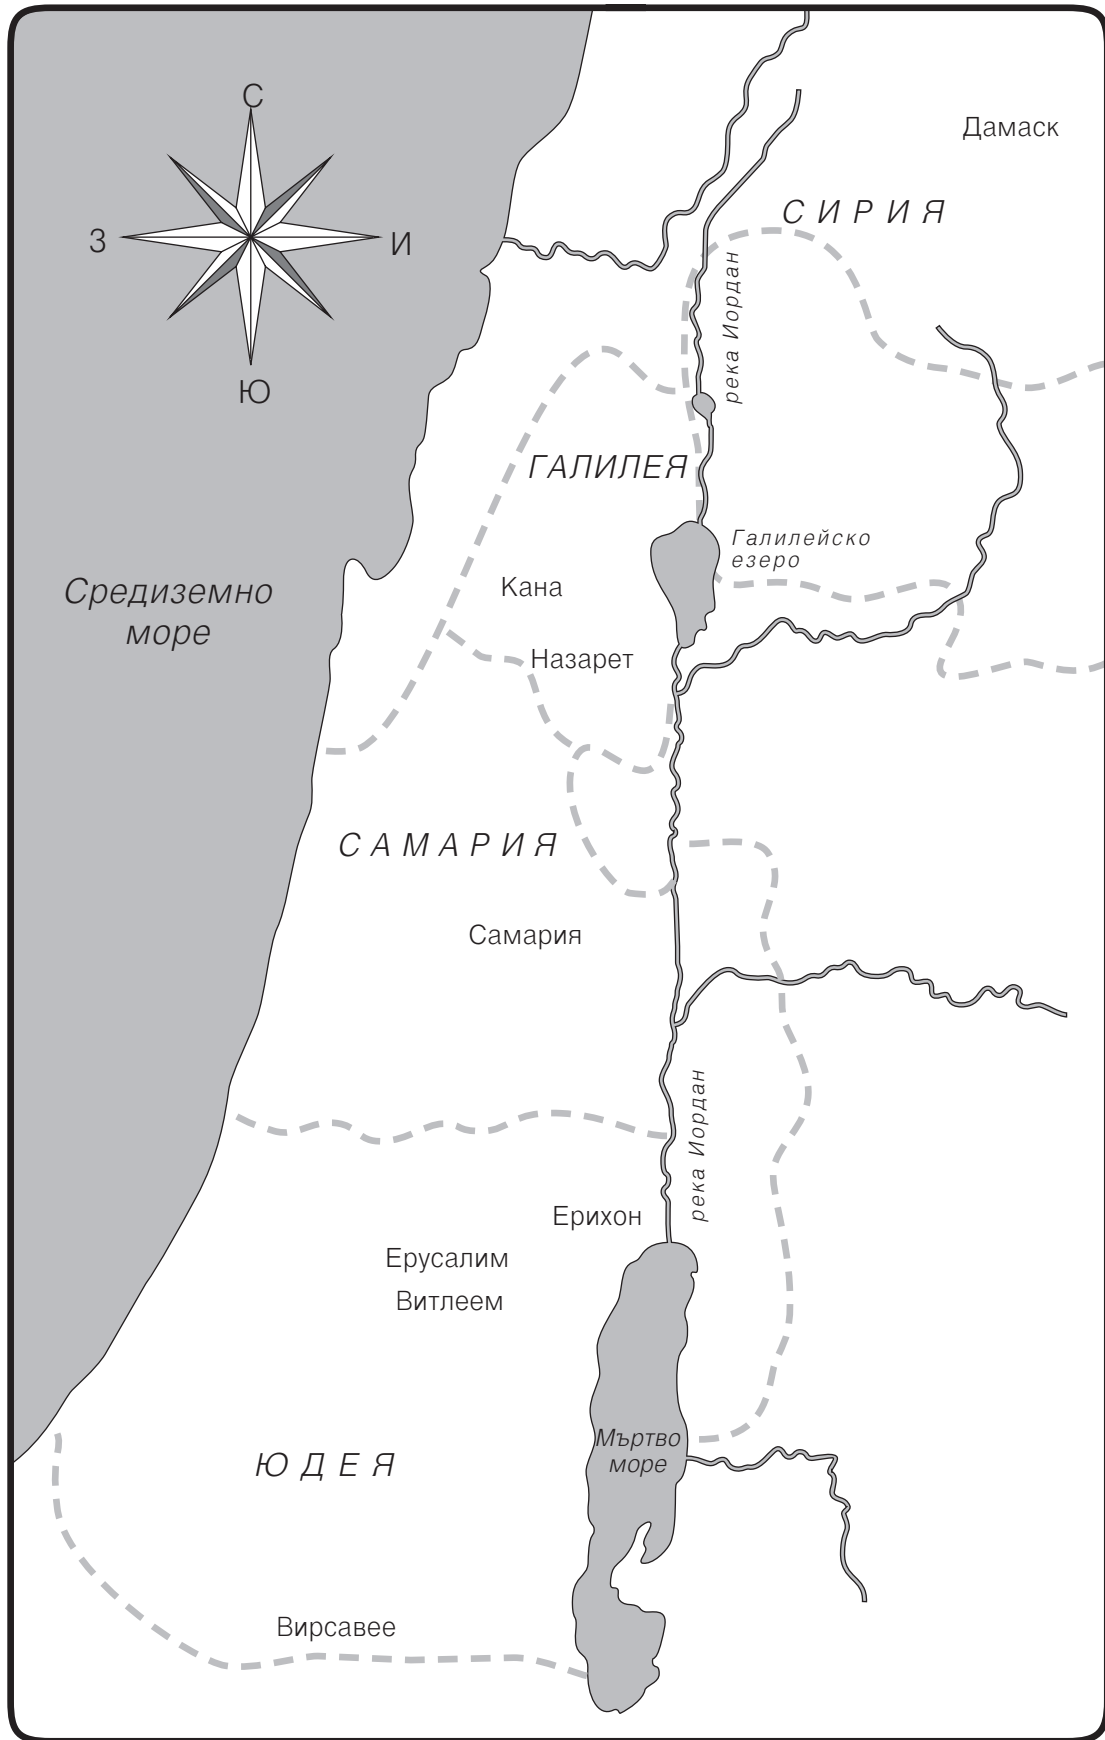 С
Дамаск
СИРИЯ
З
И
река Иордан
Ю
ГАЛИЛЕЯ
Галилейско
езеро
Кана
Средиземно
море
Назарет
САМАРИЯ
Самария
река Иордан
Ерихон
Ерусалим
Витлеем
Мъртво
море
ЮДЕЯ
Вирсавее